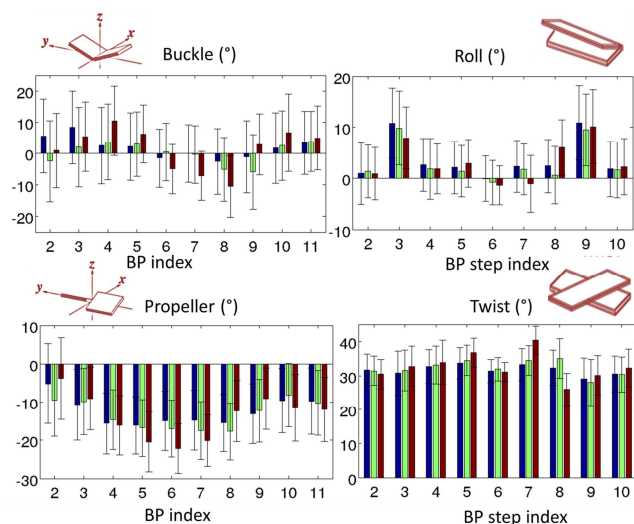 z
y
x
Buckle (°)
Roll (°)
20
10
0
-10
-20
2 3 4 5 6 7 8 9 10 11
BP index
20
10
0
-10
2 3 4 5 6 7 8 9 10
BP step index
z
y
x
Propeller (°)
Twist (°)
10
0
-10
-20
-30
2 3 4 5 6 7 8 9 10 11
BP index
40
30
20
10
0
2 3 4 5 6 7 8 9 10
BP step index